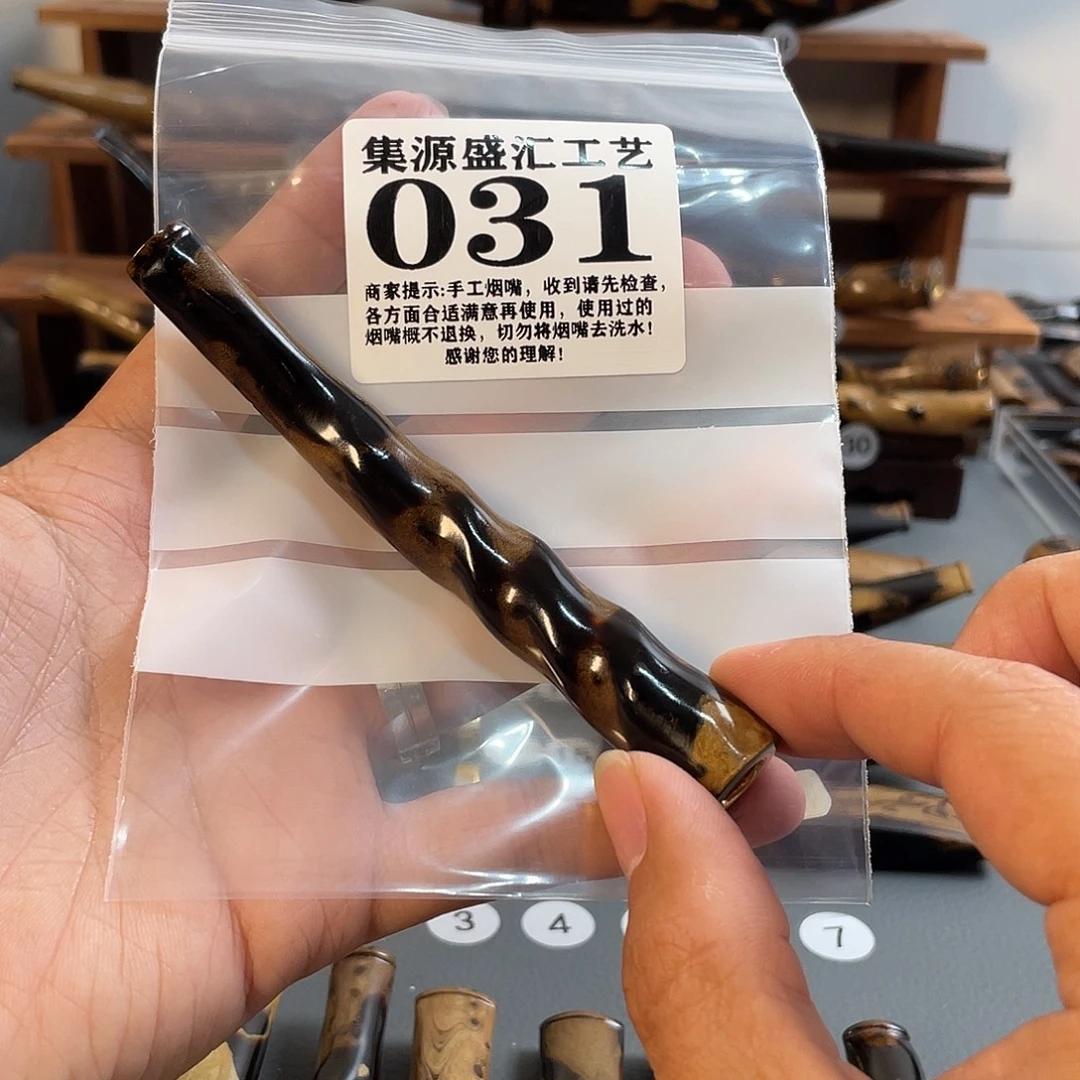 集源盛汇工艺
031
商家提示:手工烟嘴，收到请先检查，
各方面合适满意再使用，使用过的
烟嘴概不退换，切勿将烟嘴去洗水!
感谢您的理解!
10
3
4
7